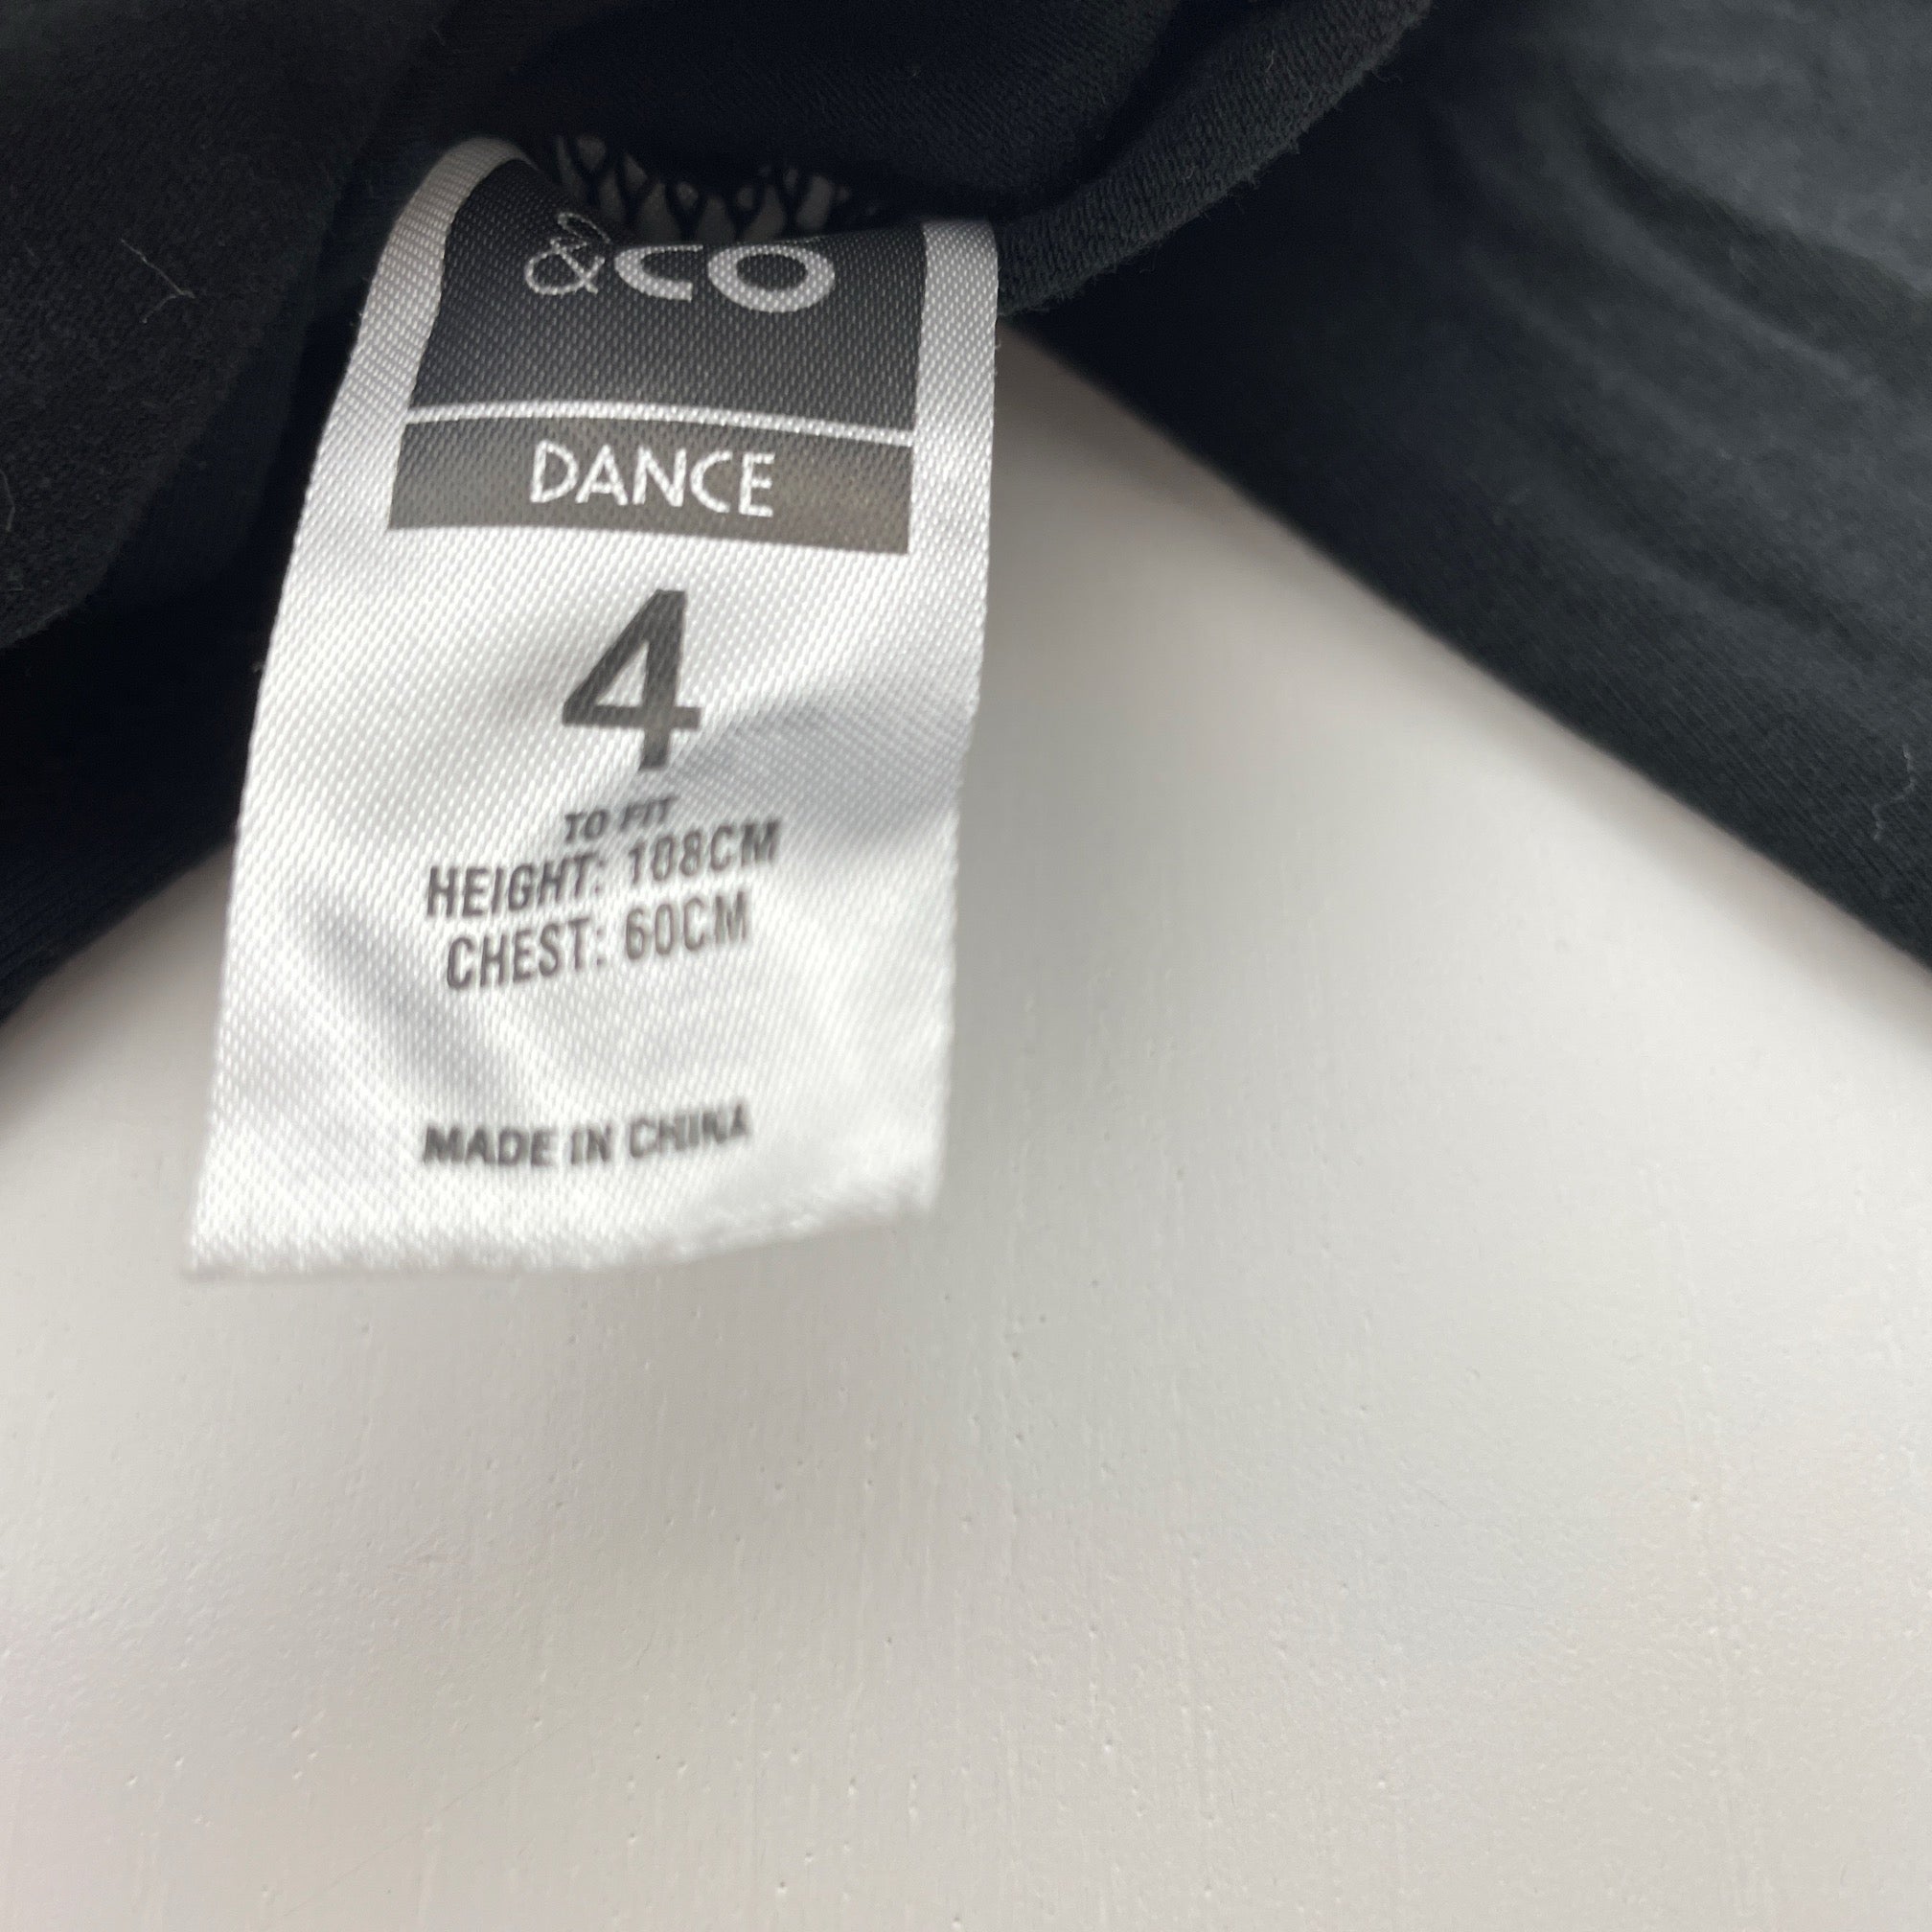 &CO
DANCE
4
TO FIT
HEIGHT: 108CM
CHEST: 60CM
MADE IN CHINA